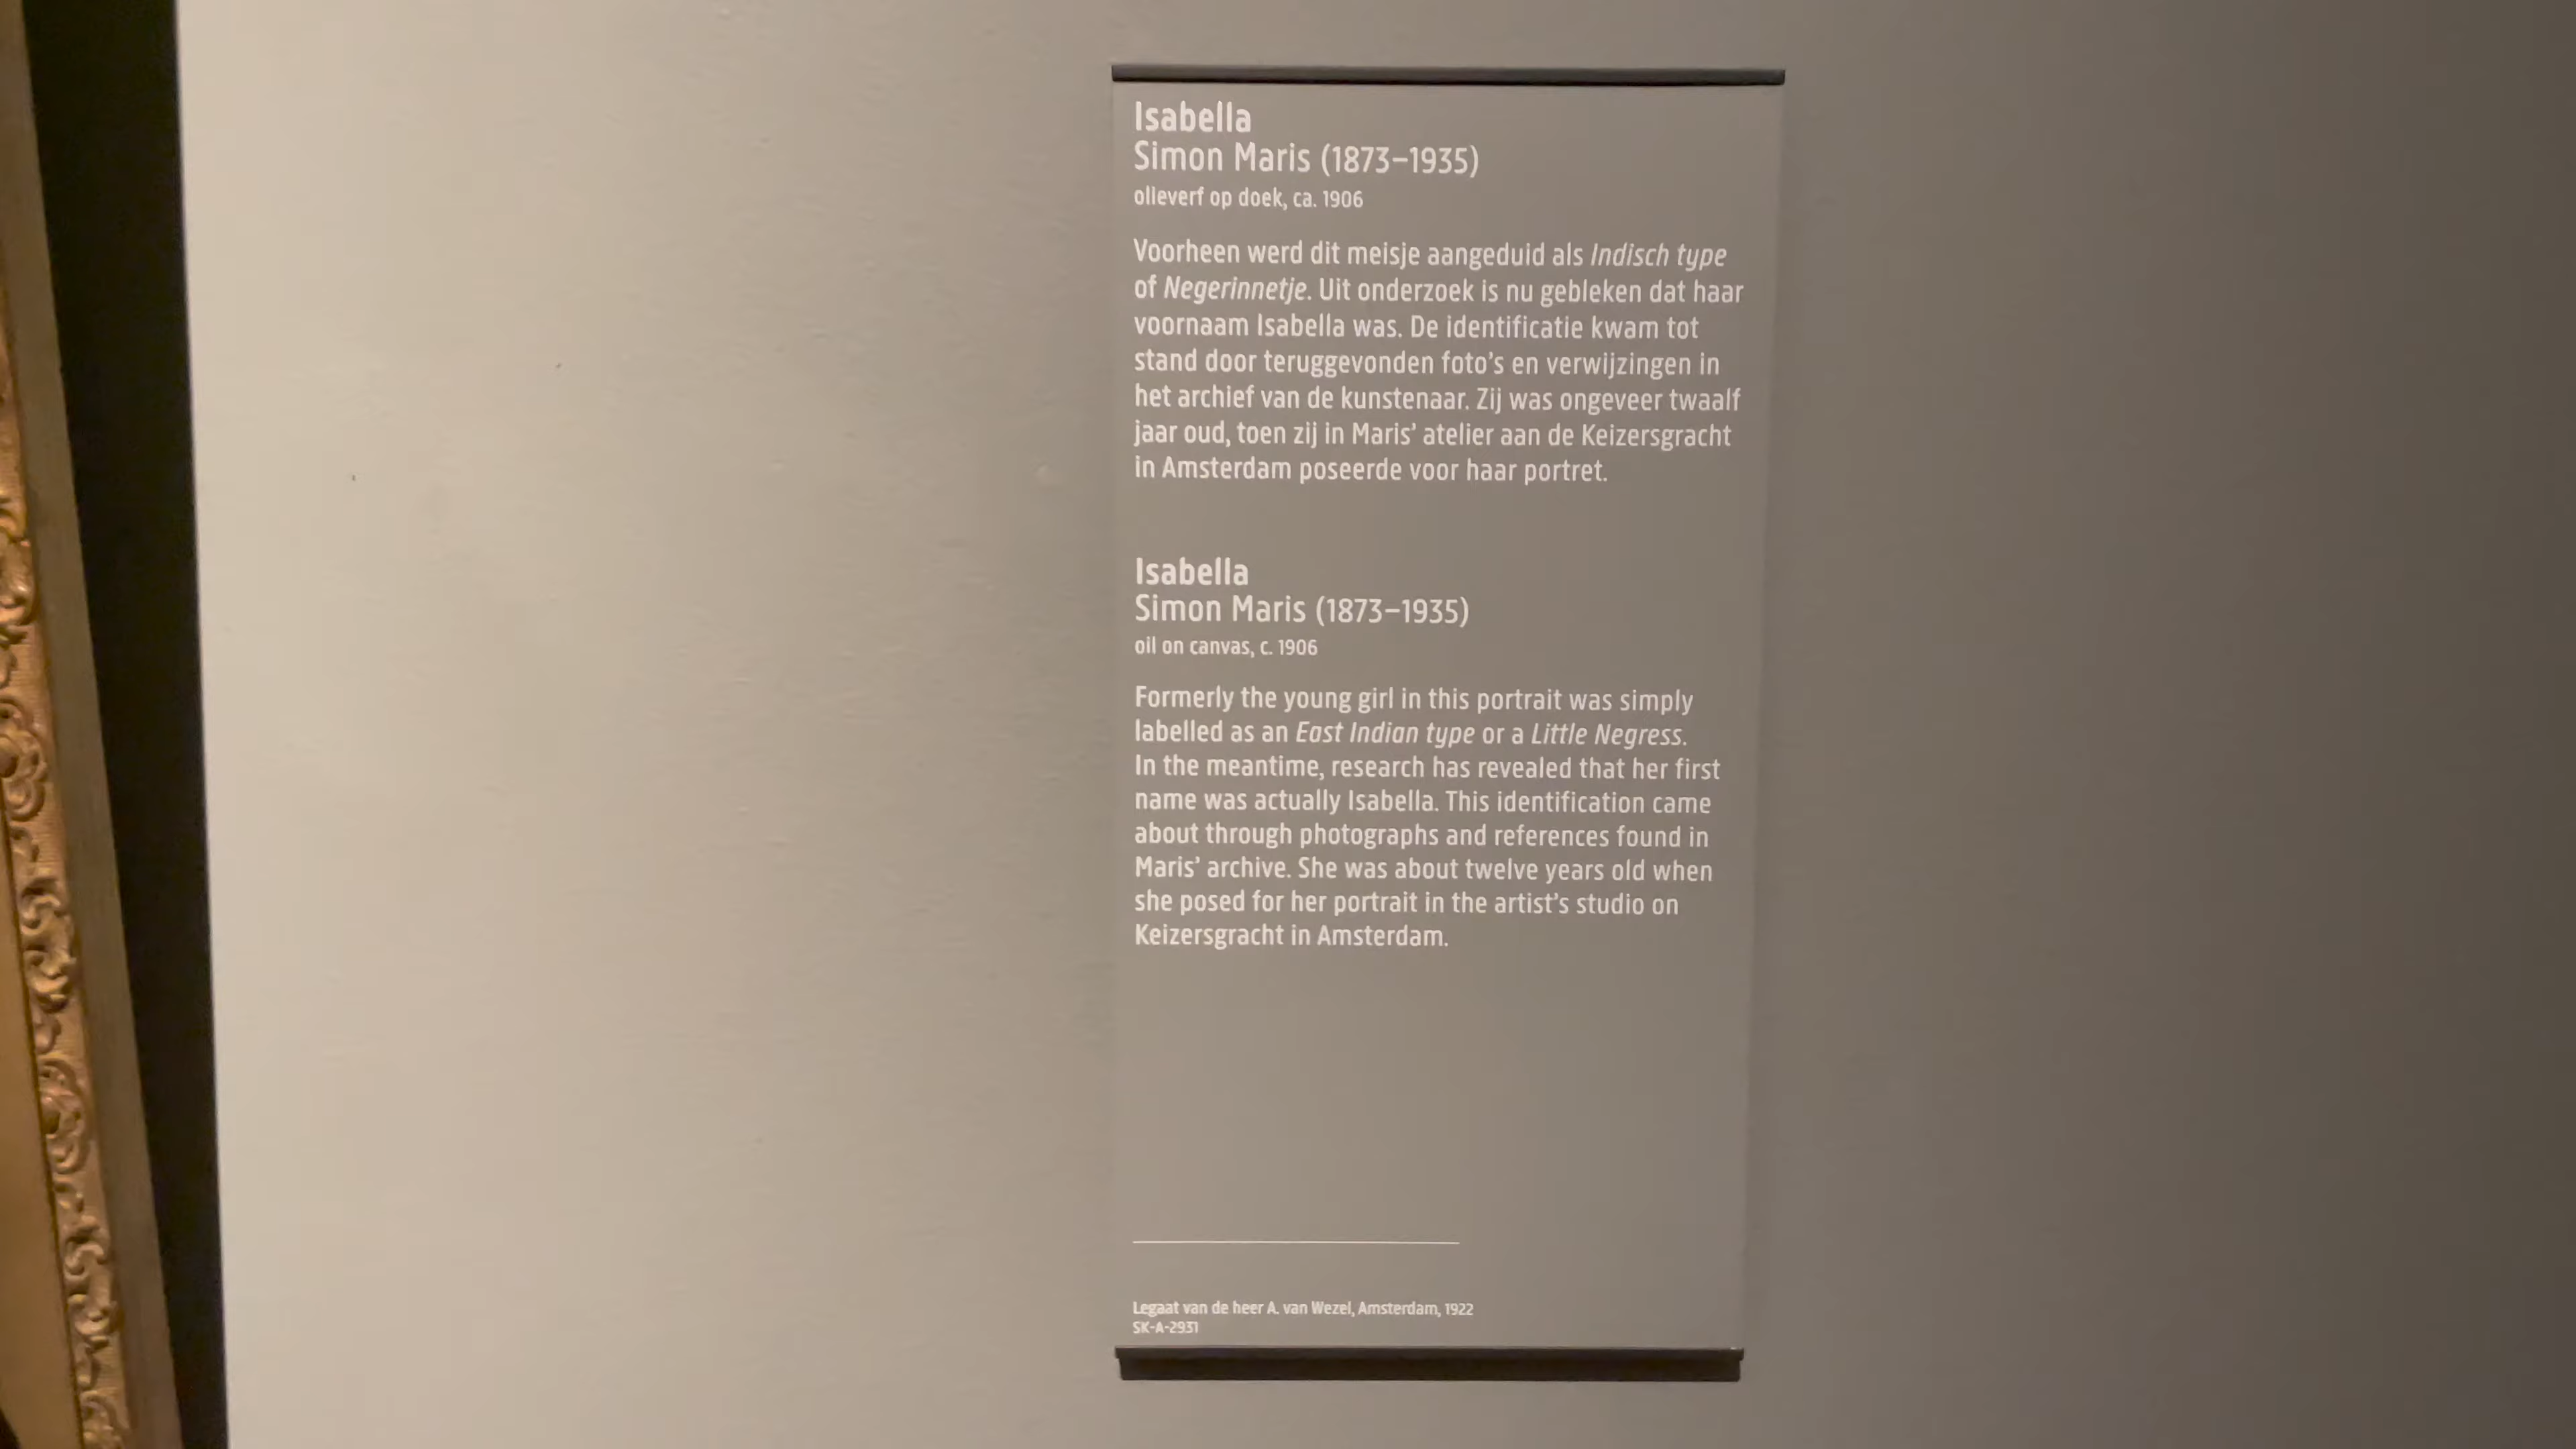 Isabella
Simon Maris (1873–1935)
olieverf op doek, ca. 1906
Voorheen werd dit meisje aangeduid als Indisch type
of Negerinnetje. Uit onderzoek is nu gebleken dat haar
voornaam Isabella was. De identificatie kwam tot
stand door teruggevonden foto's en verwijzingen in
het archief van de kunstenaar. Zij was ongeveer twaalf
jaar oud, toen zij in Maris' atelier aan de Keizersgracht
in Amsterdam poseerde voor haar portret.
Isabella
Simon Maris (1873–1935)
oil on canvas, c. 1906
Formerly the young girl in this portrait was simply
labelled as an East Indian type or a Little Negress.
In the meantime, research has revealed that her first
name was actually Isabella. This identification came
about through photographs and references found in
Maris' archive. She was about twelve years old when
she posed for her portrait in the artist's studio on
Keizersgracht in Amsterdam.
Legaat van de heer A. van Wezel, Amsterdam, 1922
SK-A-2931